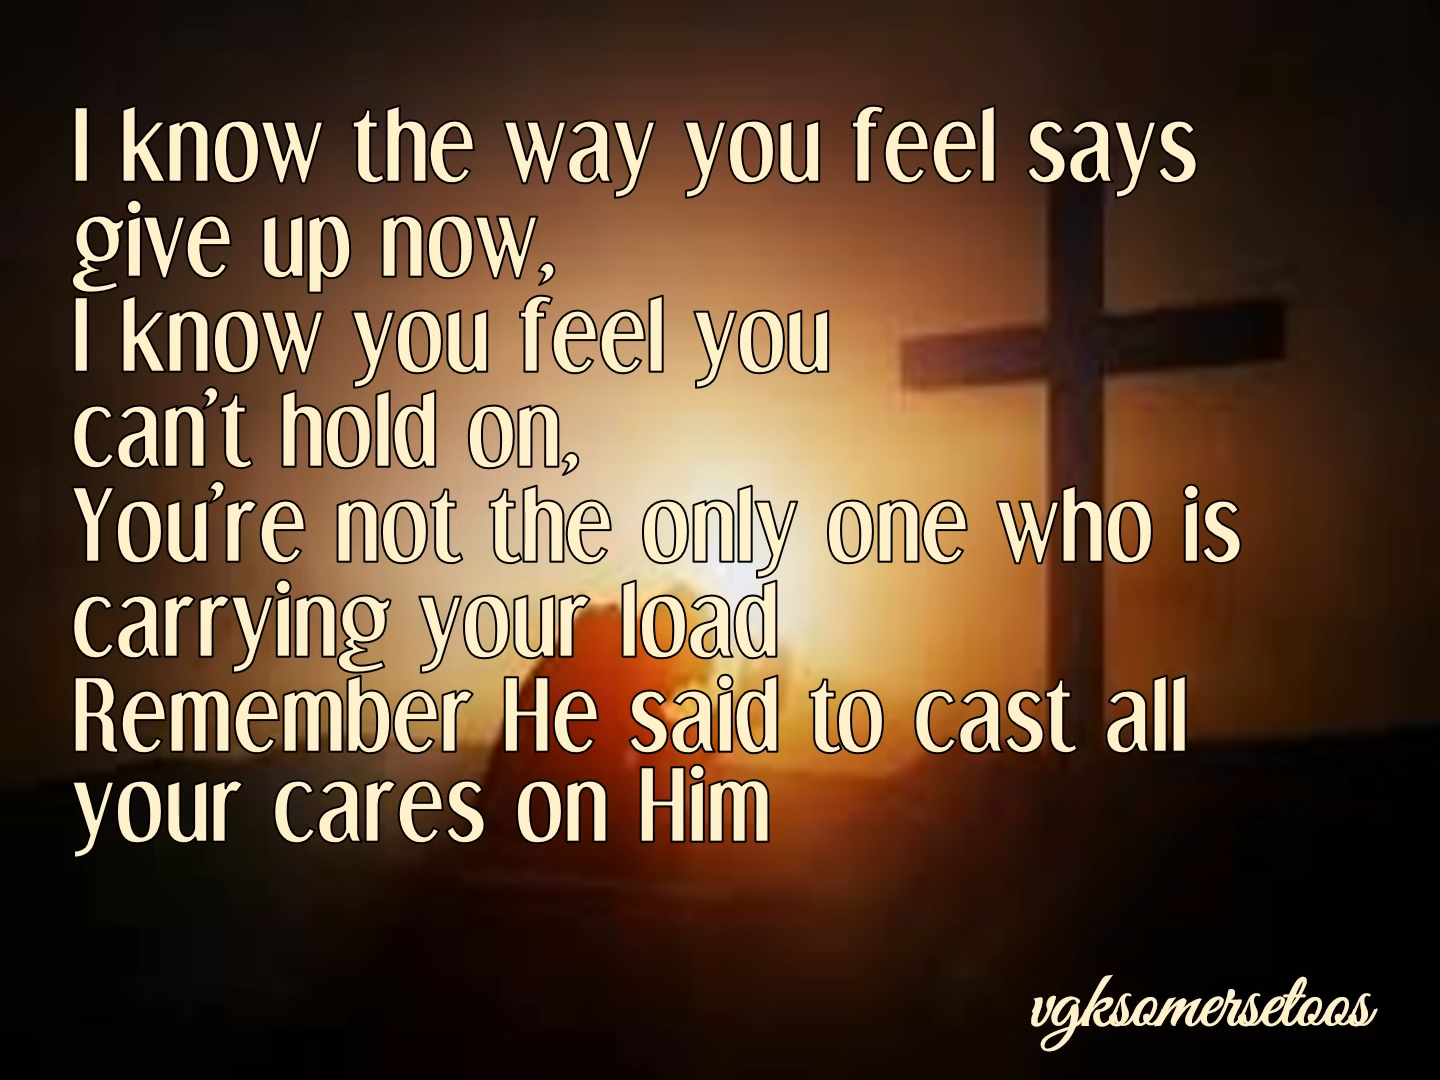 I know the way you feel says
give up now,
I know you feel you
can't hold on,
You're not the only one who is
carrying your load
Remember He said to cast all
your cares on Him
vgksomersetoos